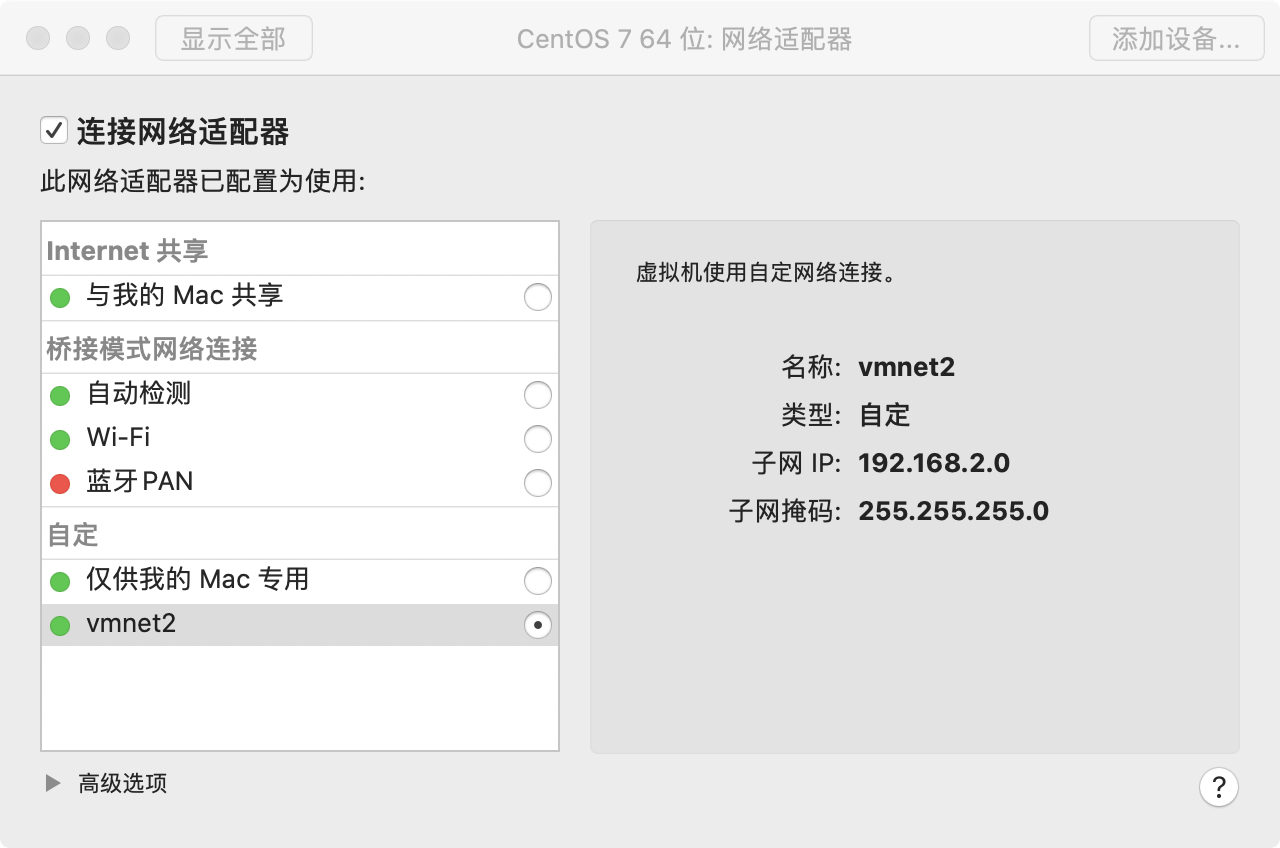 显示全部
CentOS 7 64 位: 网络适配器
添加设备...
连接网络适配器
此网络适配器已配置为使用:
Internet 共享
与我的 Mac 共享
桥接模式网络连接
自动检测
Wi-Fi
蓝牙 PAN
自定
仅供我的 Mac 专用
vmnet2
虚拟机使用自定网络连接。
名称: vmnet2
类型: 自定
子网 IP: 192.168.2.0
子网掩码: 255.255.255.0
高级选项
?